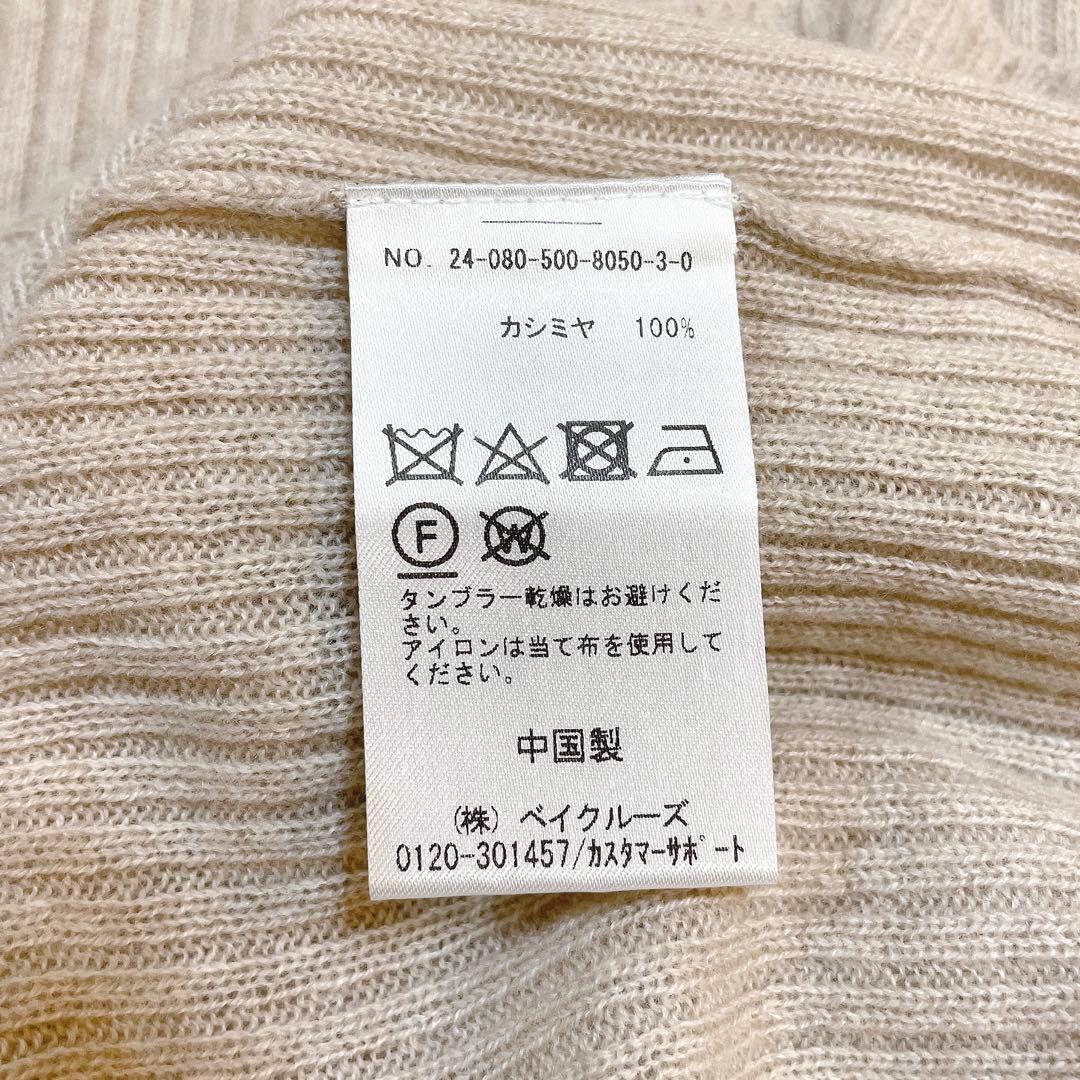 NO. 24-080-500-8050-3-0
カシミヤ 100%
F W
タンブラー乾燥はお避けくだ
さい。
アイロンは当て布を使用して
ください。
中国製
(株) ベイクルーズ
0120-301457/ｶｽﾀﾏｰｻﾎﾟｰﾄ